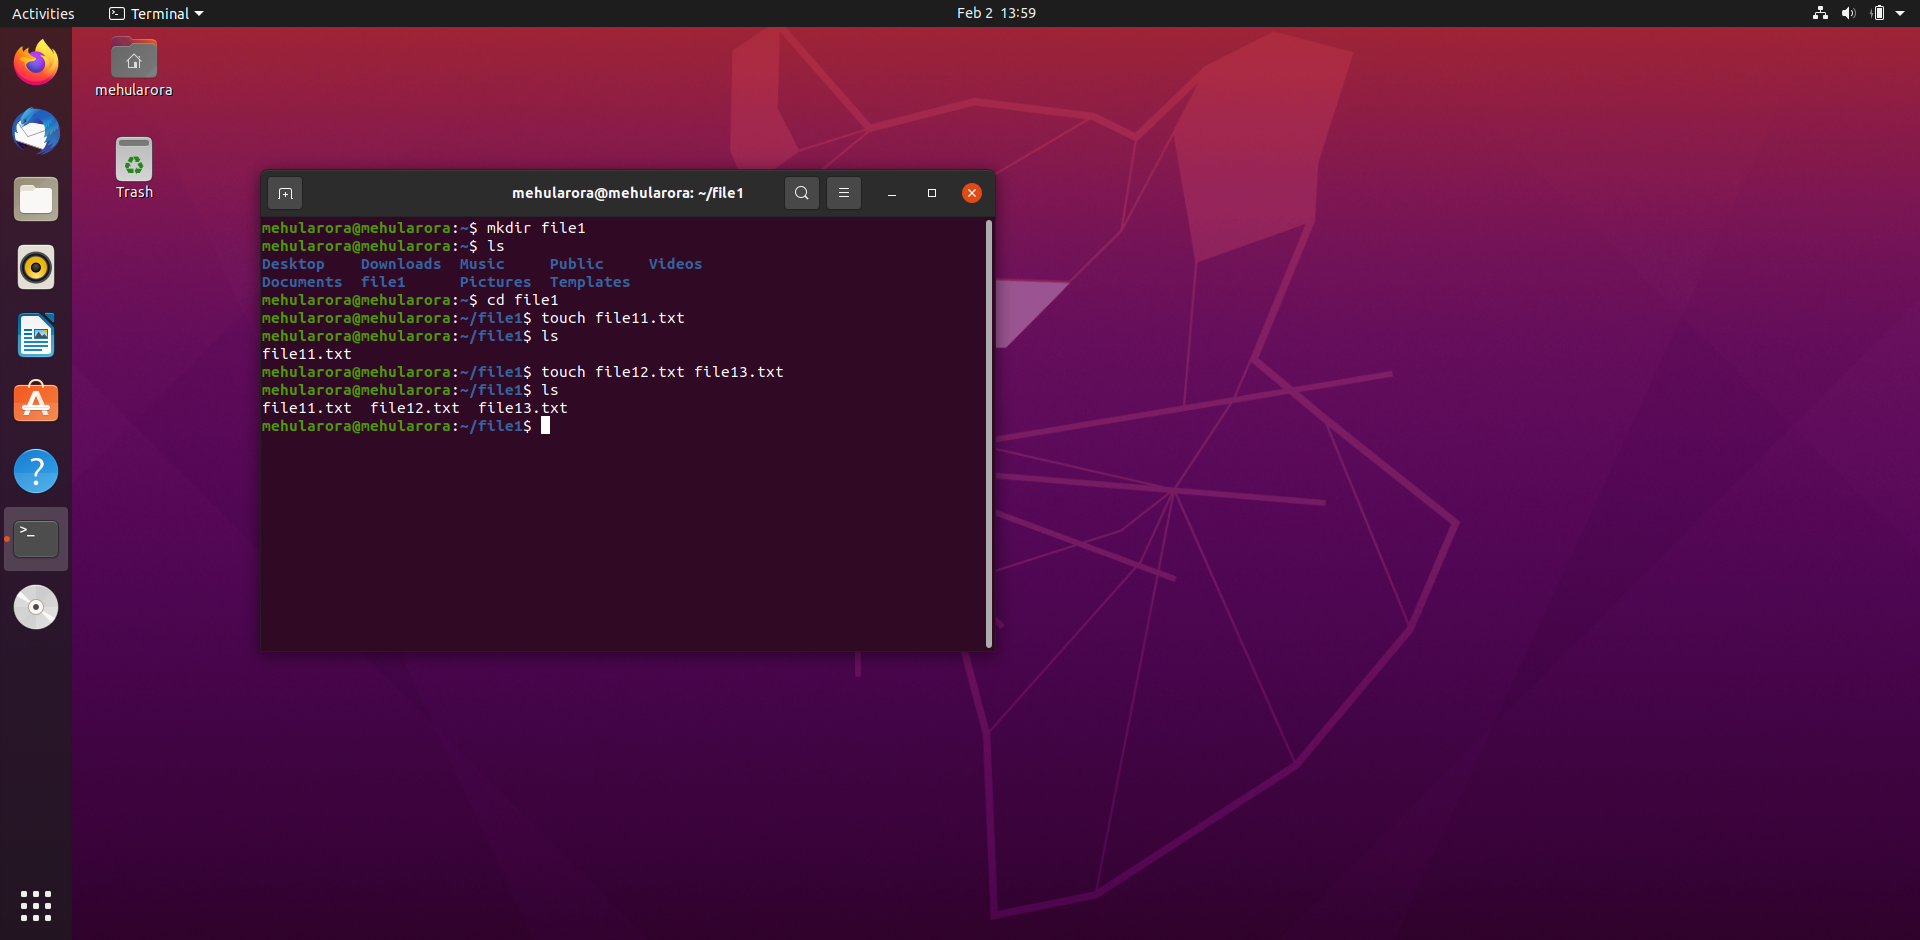 Activities Terminal Feb 2 13:59
mehularora
Trash
mehularora@mehularora: ~/file1
mehularora@mehularora:~$ mkdir file1
mehularora@mehularora:~$ ls
Desktop Downloads Music Public Videos
Documents file1 Pictures Templates
mehularora@mehularora:~$ cd file1
mehularora@mehularora:~/file1$ touch file11.txt
mehularora@mehularora:~/file1$ ls
file11.txt
mehularora@mehularora:~/file1$ touch file12.txt file13.txt
mehularora@mehularora:~/file1$ ls
file11.txt file12.txt file13.txt
mehularora@mehularora:~/file1$